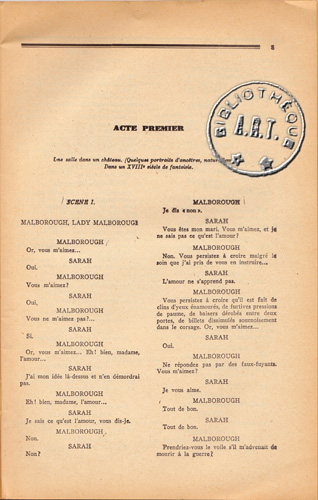 8
BIBLIOTHÈQUE
A.R.T.
ACTE PREMIER
Une salle dans un château. (Quelques portraits d'ancêtres,
Dans un XVIIIe siècle de fantaisie.
SCENE I.
MALBOROUGH, LADY MALBOROUGH
MALBOROUGH
Or, vous m'aimez...
SARAH
Oui.
MALBOROUGH
Vous m'aimez?
SARAH
Oui.
MALBOROUGH
Vous ne m'aimez pas?...
SARAH
Si.
MALBOROUGH
Or, vous m'aimez... Eh! bien, madame,
l'amour...
SARAH
J'ai mon idée là-dessus et n'en démordrai
pas.
MALBOROUGH
Eh! bien, madame, l'amour...
SARAH
Je sais ce qu'est l'amour, vous dis-je.
MALBOROUGH
Non.
SARAH
Non?
MALBOROUGH
Je dis « non ».
SARAH
Vous êtes mon mari. Vous m'aimez, et je
ne sais pas ce qu'est l'amour?
MALBOROUGH
Non. Vous persistez à croire malgré le
soin que j'ai pris de vous en instruire...
SARAH
L'amour ne s'apprend pas.
MALBOROUGH
Vous persistez à croire qu'il est fait de
clins d'yeux énamourés, de furtives pressions
de paume, de baisers dérobés entre deux
portes, de billets dissimulés sournoisement
dans le corsage. Or, vous m'aimez...
SARAH
Oui.
MALBOROUGH
Ne répondez pas par des faux-fuyants.
Vous m'aimez?
SARAH
Je vous aime.
MALBOROUGH
Tout de bon.
SARAH
Tout de bon.
MALBOROUGH
Prendriez-vous le voile s'il m'advenait de
mourir à la guerre?